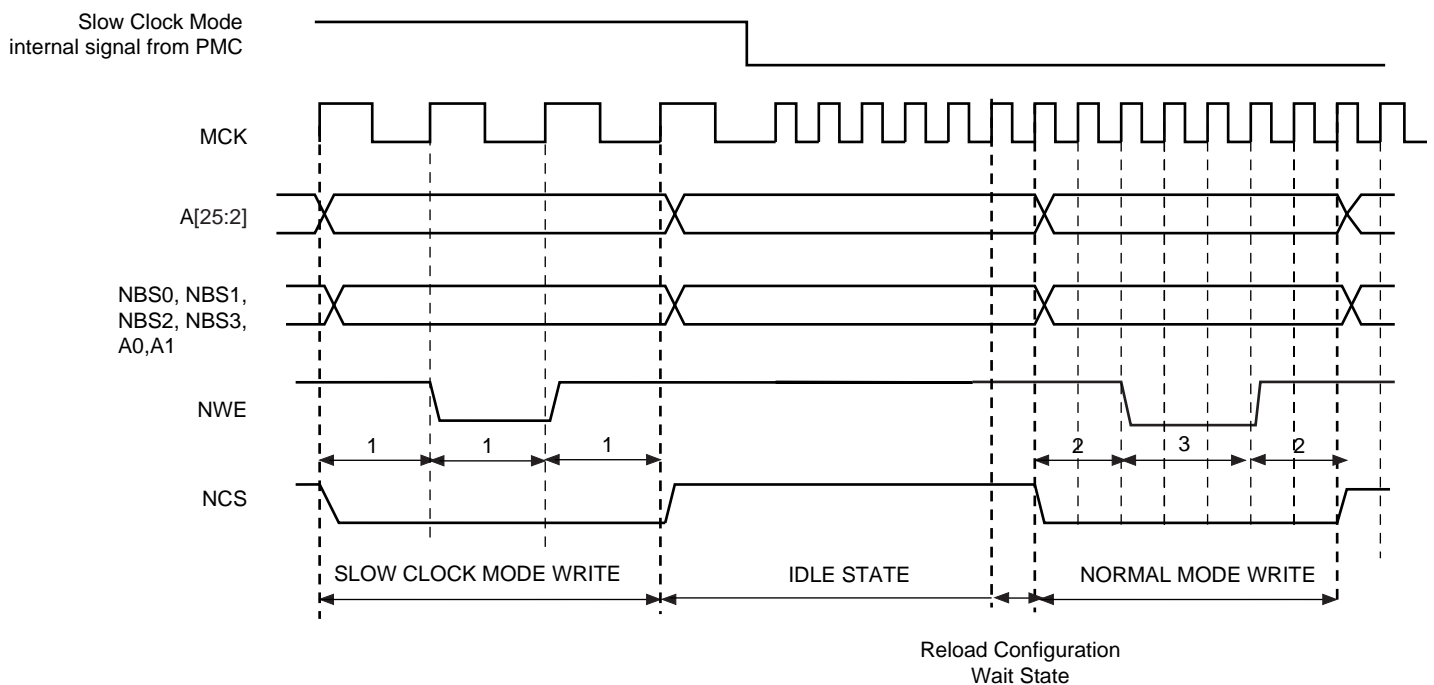 Slow Clock Mode
internal signal from PMC
MCK
A[25:2]
NBS0, NBS1,
NBS2, NBS3,
A0,A1
NWE
1 1 1 2 3 2
NCS
SLOW CLOCK MODE WRITE IDLE STATE NORMAL MODE WRITE
Reload Configuration
Wait State